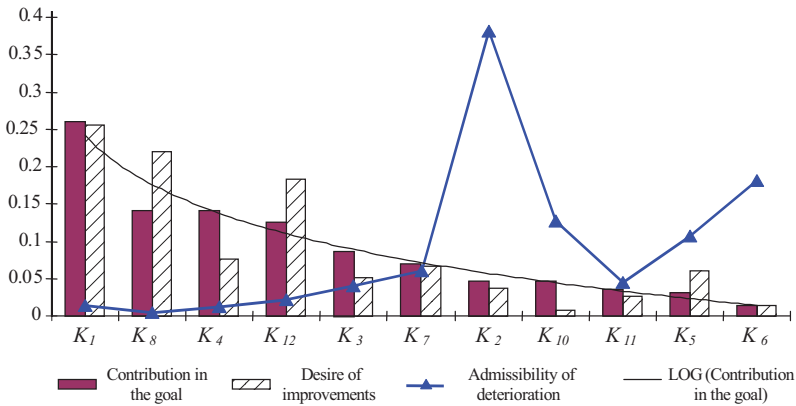 0.4
0.35
0.3
0.25
0.2
0.15
0.1
0.05
0
K1 K8 K4 K12 K3 K7 K2 K10 K11 K5 K6
Contribution in the goal
Desire of improvements
Admissibility of deterioration
LOG (Contribution in the goal)